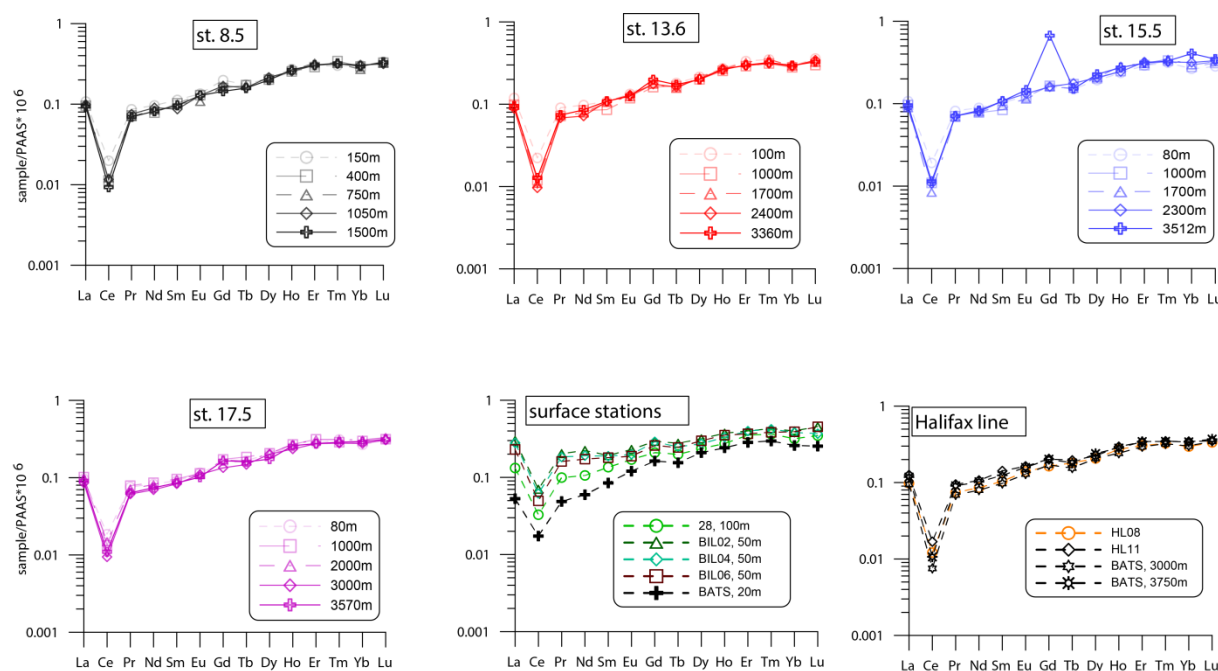 st. 8.5
1
0.1
0.01
0.001
sample/PAAS* 10⁶
150m
400m
750m
1050m
1500m
La Ce Pr Nd Sm Eu Gd Tb Dy Ho Er Tm Yb Lu
st. 13.6
1
0.1
0.01
0.001
100m
1000m
1700m
2400m
3360m
La Ce Pr Nd Sm Eu Gd Tb Dy Ho Er Tm Yb Lu
st. 15.5
1
0.1
0.01
0.001
80m
1000m
1700m
2300m
3512m
La Ce Pr Nd Sm Eu Gd Tb Dy Ho Er Tm Yb Lu
st. 17.5
1
0.1
0.01
0.001
sample/PAAS*10⁶
80m
1000m
2000m
3000m
3570m
La Ce Pr Nd Sm Eu Gd Tb Dy Ho Er Tm Yb Lu
surface stations
1
0.1
0.01
0.001
28, 100m
BIL02, 50m
BIL04, 50m
BIL06, 50m
BATS, 20m
La Ce Pr Nd Sm Eu Gd Tb Dy Ho Er Tm Yb Lu
Halifax line
1
0.1
0.01
0.001
HL08
HL11
BATS, 3000m
BATS, 3750m
La Ce Pr Nd Sm Eu Gd Tb Dy Ho Er Tm Yb Lu